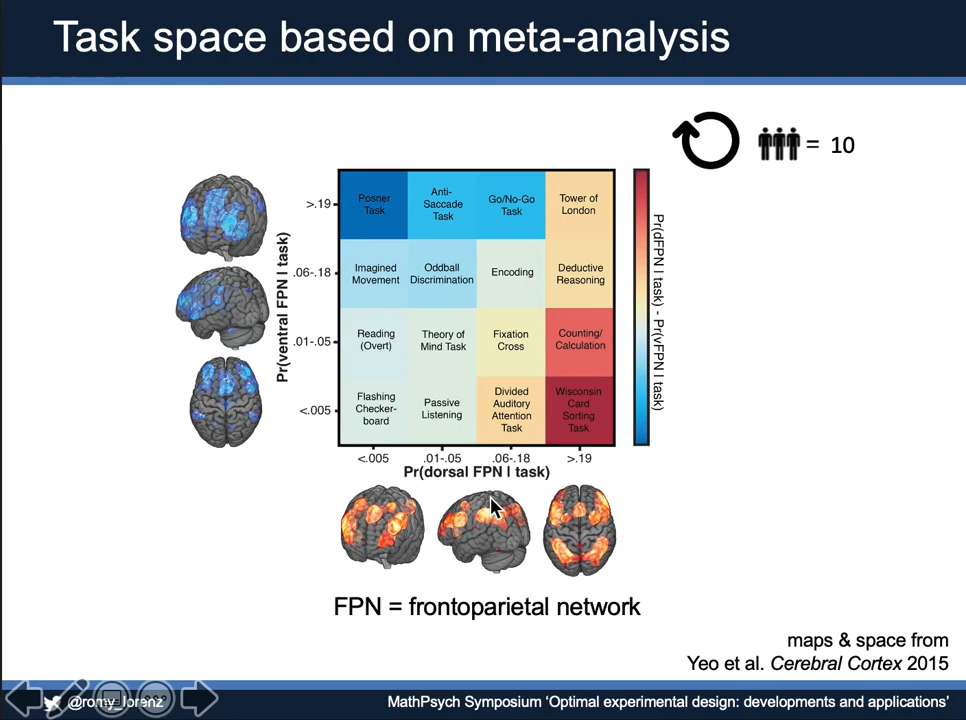 Task space based on meta-analysis
= 10
Pr(ventral FPN | task)
>.19
.06-.18
.01-.05
<.005
Posner
Task
Anti-
Saccade
Task
Go/No-Go
Task
Tower of
London
Imagined
Movement
Oddball
Discrimination
Encoding
Deductive
Reasoning
Reading
(Overt)
Theory of
Mind Task
Fixation
Cross
Counting/
Calculation
Flashing
Checker-
board
Passive
Listening
Divided
Auditory
Attention
Task
Wisconsin
Card
Sorting
Task
<.005
.01-.05
.06-.18
>.19
Pr(dorsal FPN | task)
Pr(dFPN | task) - Pr(vFPN | task)
FPN = frontoparietal network
maps & space from
Yeo et al. Cerebral Cortex 2015
@romy_lorenz
MathPsych Symposium ‘Optimal experimental design: developments and applications’